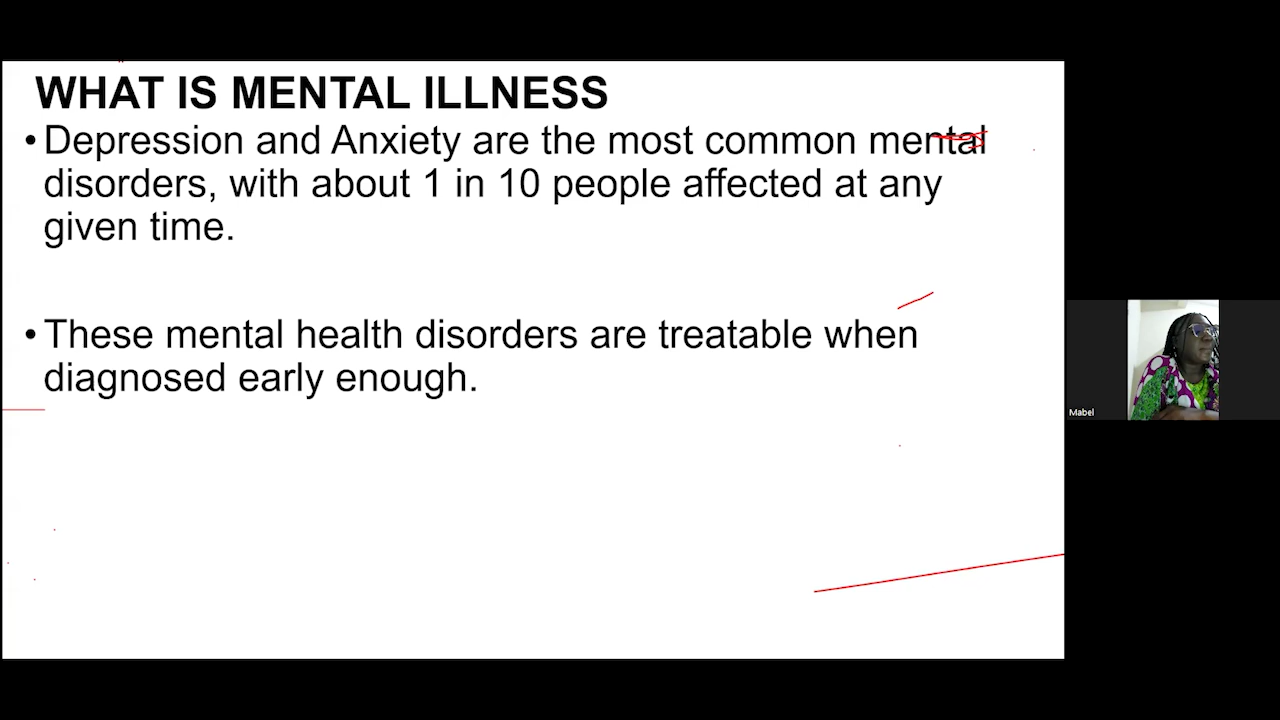 WHAT IS MENTAL ILLNESS
• Depression and Anxiety are the most common mental
disorders, with about 1 in 10 people affected at any
given time.
• These mental health disorders are treatable when
diagnosed early enough.
Mabel